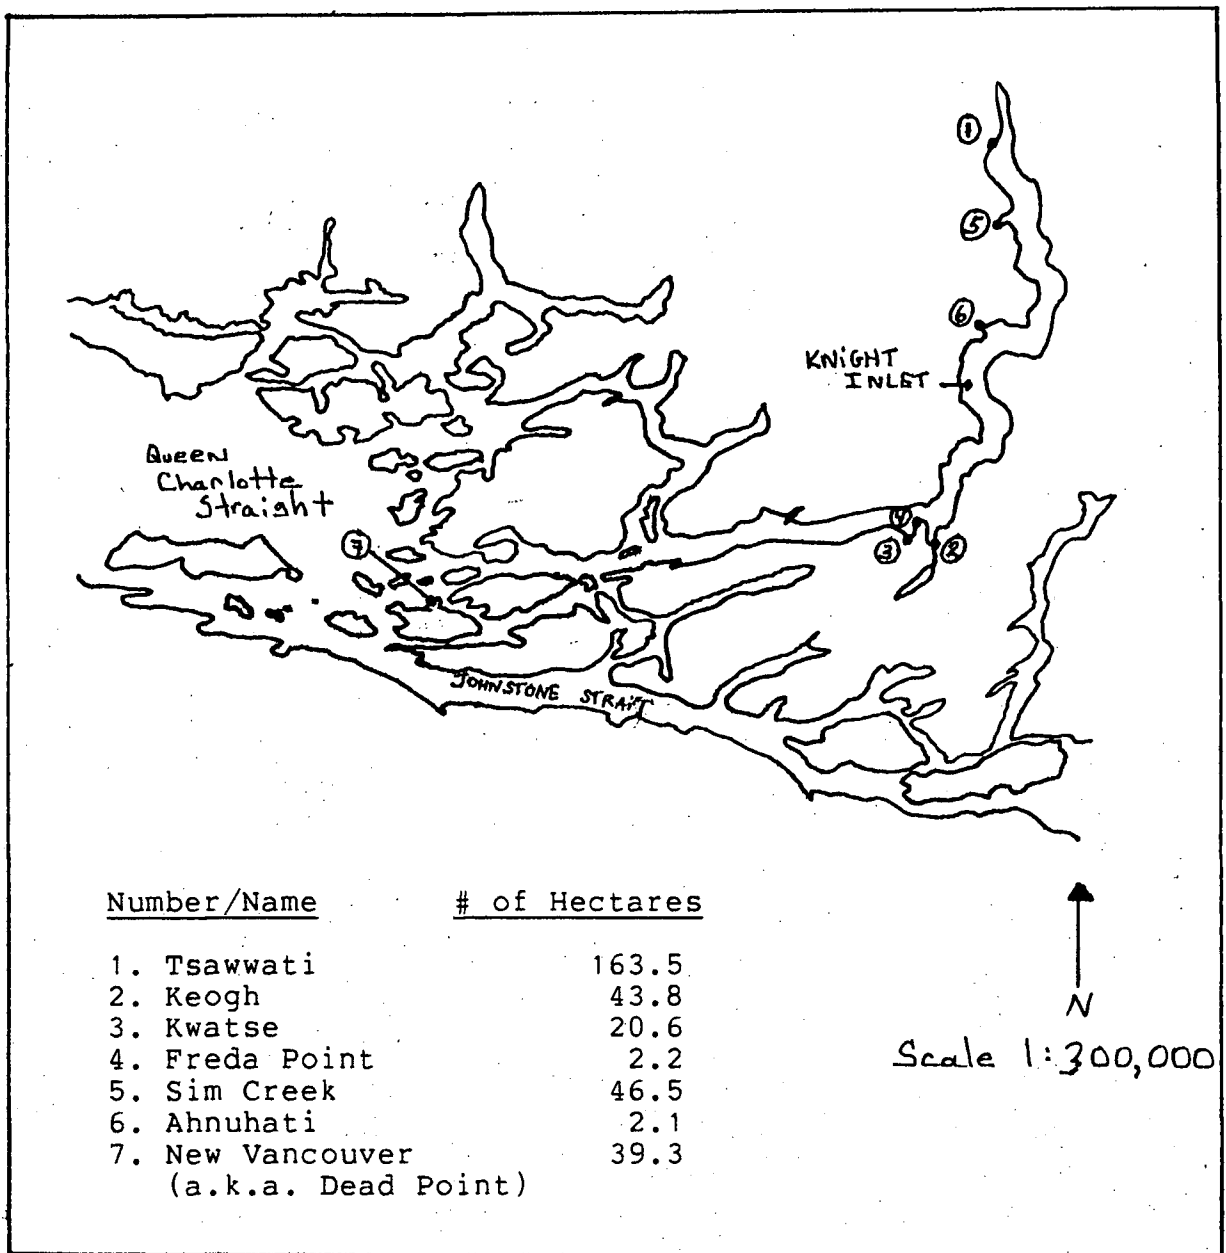 ①
⑤
⑥
KNiGHT
INLET
Queen
Charlotte
Straight
⑦
④
③
②
JOHNSTONE STRAiT
Number/Name # of Hectares
1. Tsawwati 163.5
2. Keogh 43.8
3. Kwatse 20.6
4. Freda Point 2.2
5. Sim Creek 46.5
6. Ahnuhati 2.1
7. New Vancouver 39.3
(a.k.a. Dead Point)
N
Scale 1:300,000